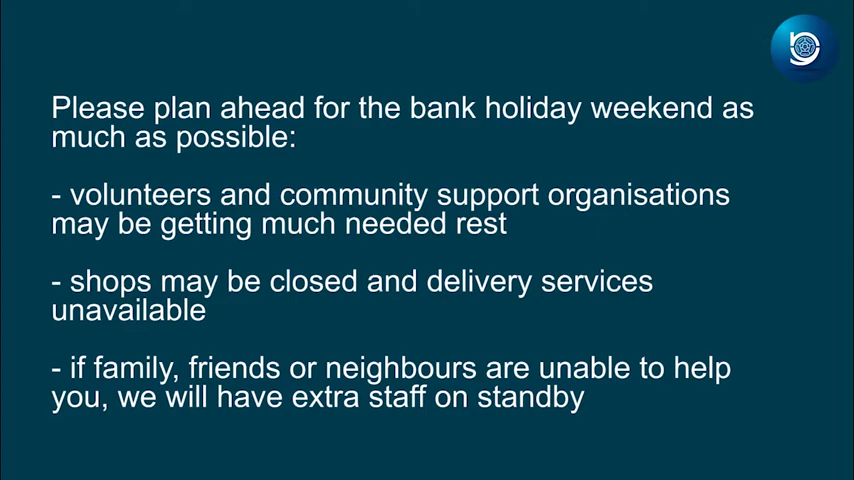 Please plan ahead for the bank holiday weekend as
much as possible:
- volunteers and community support organisations
may be getting much needed rest
- shops may be closed and delivery services
unavailable
- if family, friends or neighbours are unable to help
you, we will have extra staff on standby